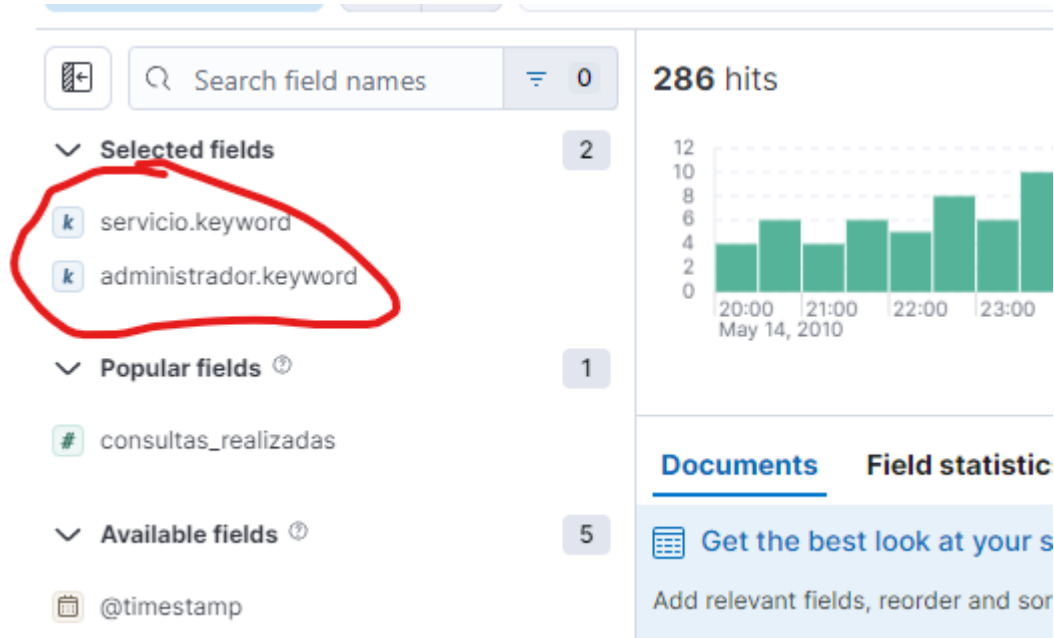 Search field names
0
Selected fields
2
k servicio.keyword
k administrador.keyword
Popular fields ?
1
# consultas_realizadas
Available fields ?
5
@timestamp
286 hits
12
10
8
6
4
2
0
20:00 21:00 22:00 23:00
May 14, 2010
Documents Field statistic
Get the best look at your s
Add relevant fields, reorder and sor